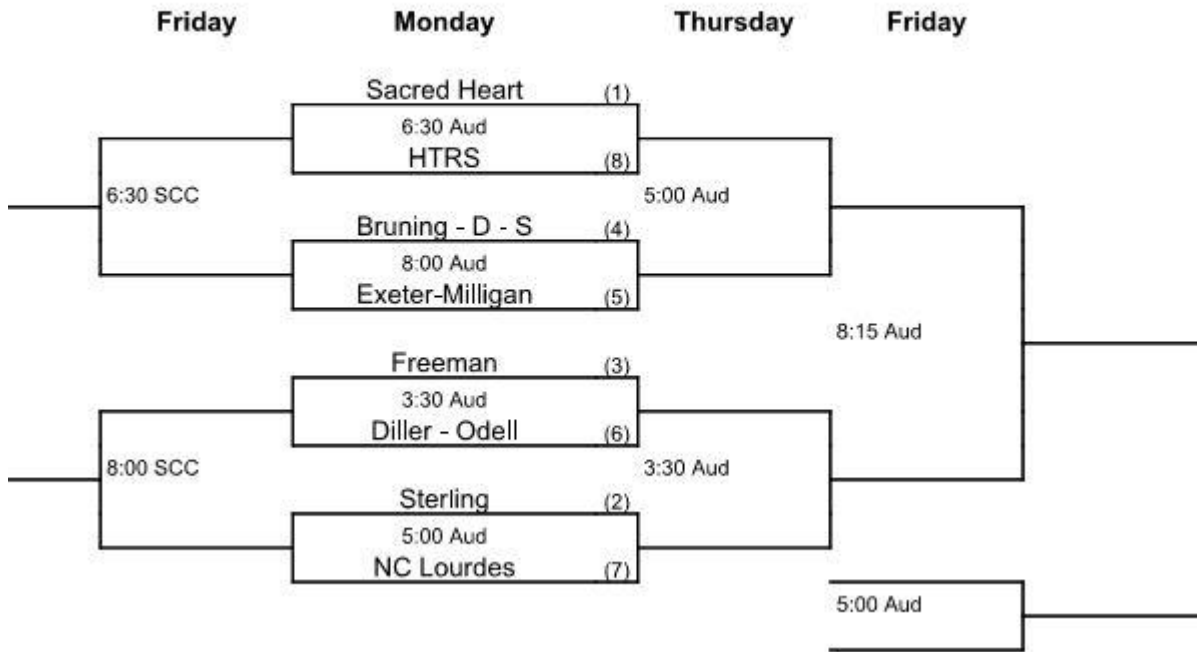 Friday Monday Thursday Friday
Sacred Heart (1)
6:30 Aud
HTRS (8)
6:30 SCC 5:00 Aud
Bruning - D - S (4)
8:00 Aud
Exeter-Milligan (5)
8:15 Aud
Freeman (3)
3:30 Aud
Diller - Odell (6)
8:00 SCC 3:30 Aud
Sterling (2)
5:00 Aud
NC Lourdes (7)
5:00 Aud